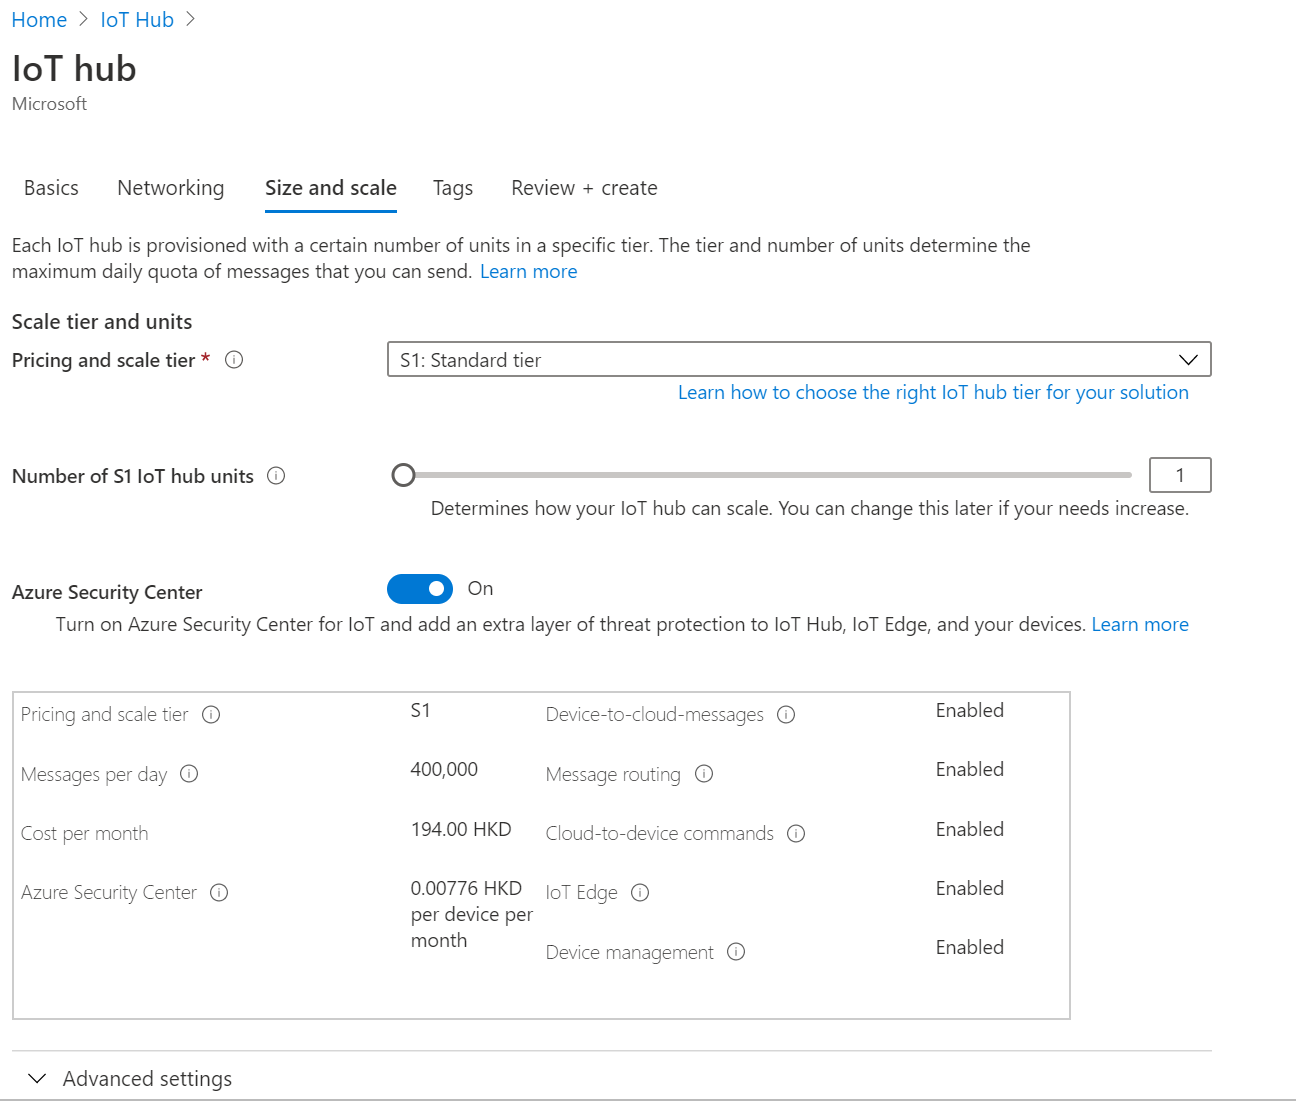 Home > IoT Hub >
IoT hub
Microsoft
Basics Networking Size and scale Tags Review + create
Each IoT hub is provisioned with a certain number of units in a specific tier. The tier and number of units determine the
maximum daily quota of messages that you can send. Learn more
Scale tier and units
Pricing and scale tier * S1: Standard tier
Learn how to choose the right IoT hub tier for your solution
Number of S1 IoT hub units 1
Determines how your IoT hub can scale. You can change this later if your needs increase.
Azure Security Center On
Turn on Azure Security Center for IoT and add an extra layer of threat protection to IoT Hub, IoT Edge, and your devices. Learn more
Pricing and scale tier S1 Device-to-cloud-messages Enabled
Messages per day 400,000 Message routing Enabled
Cost per month 194.00 HKD Cloud-to-device commands Enabled
Azure Security Center 0.00776 HKD IoT Edge Enabled
per device per
month Device management Enabled
Advanced settings